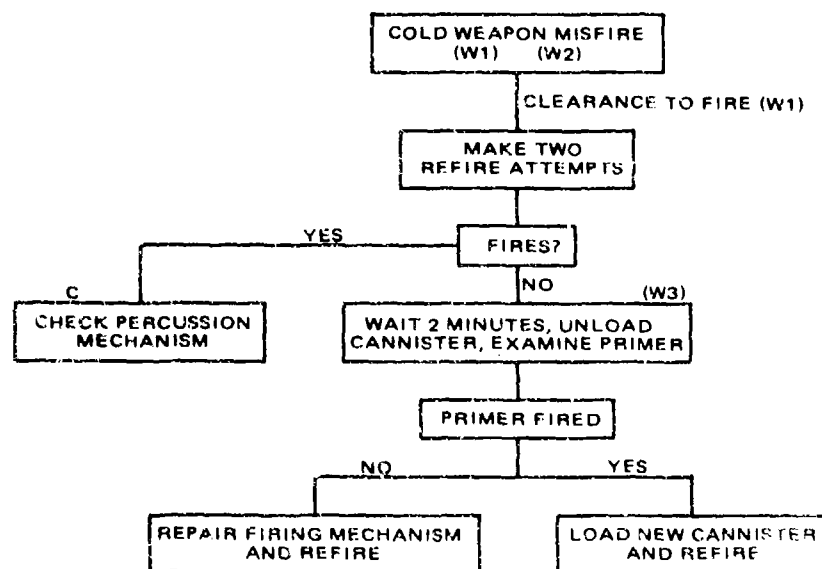 COLD WEAPON MISFIRE
(W1) (W2)
CLEARANCE TO FIRE (W1)
MAKE TWO
REFIRE ATTEMPTS
YES
FIRES?
NO
(W3)
C
CHECK PERCUSSION
MECHANISM
WAIT 2 MINUTES, UNLOAD
CANNISTER, EXAMINE PRIMER
PRIMER FIRED
NO
YES
REPAIR FIRING MECHANISM
AND REFIRE
LOAD NEW CANNISTER
AND REFIRE